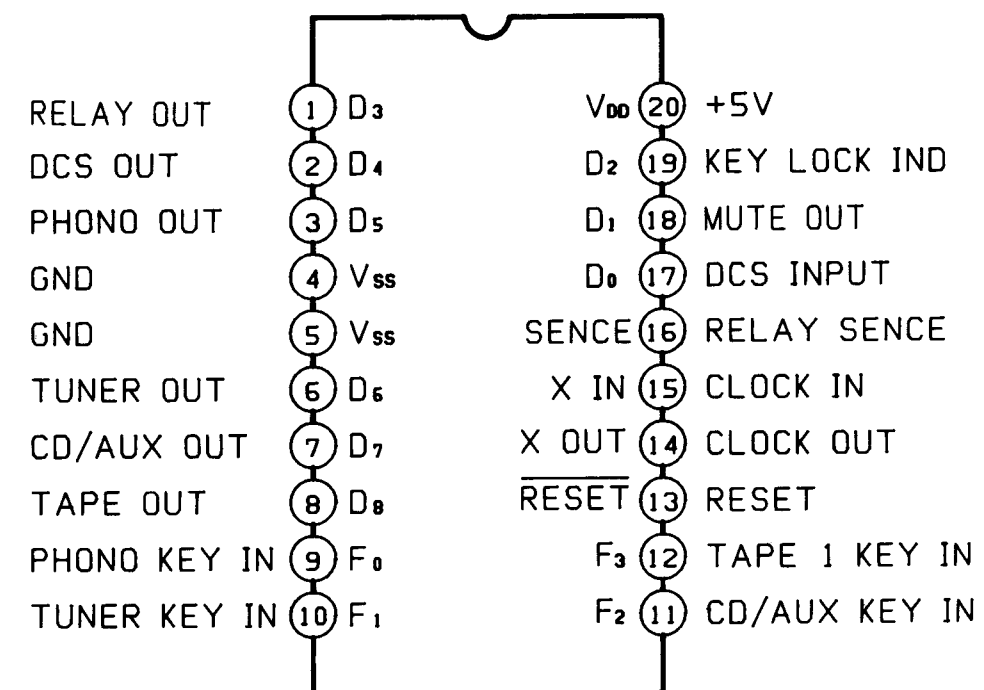 RELAY OUT 1 D3 VDD 20 +5V
DCS OUT 2 D4 D2 19 KEY LOCK IND
PHONO OUT 3 D5 D1 18 MUTE OUT
GND 4 Vss D0 17 DCS INPUT
GND 5 Vss SENCE 16 RELAY SENCE
TUNER OUT 6 D6 X IN 15 CLOCK IN
CD/AUX OUT 7 D7 X OUT 14 CLOCK OUT
TAPE OUT 8 D8 RESET 13 RESET
PHONO KEY IN 9 F0 F3 12 TAPE 1 KEY IN
TUNER KEY IN 10 F1 F2 11 CD/AUX KEY IN